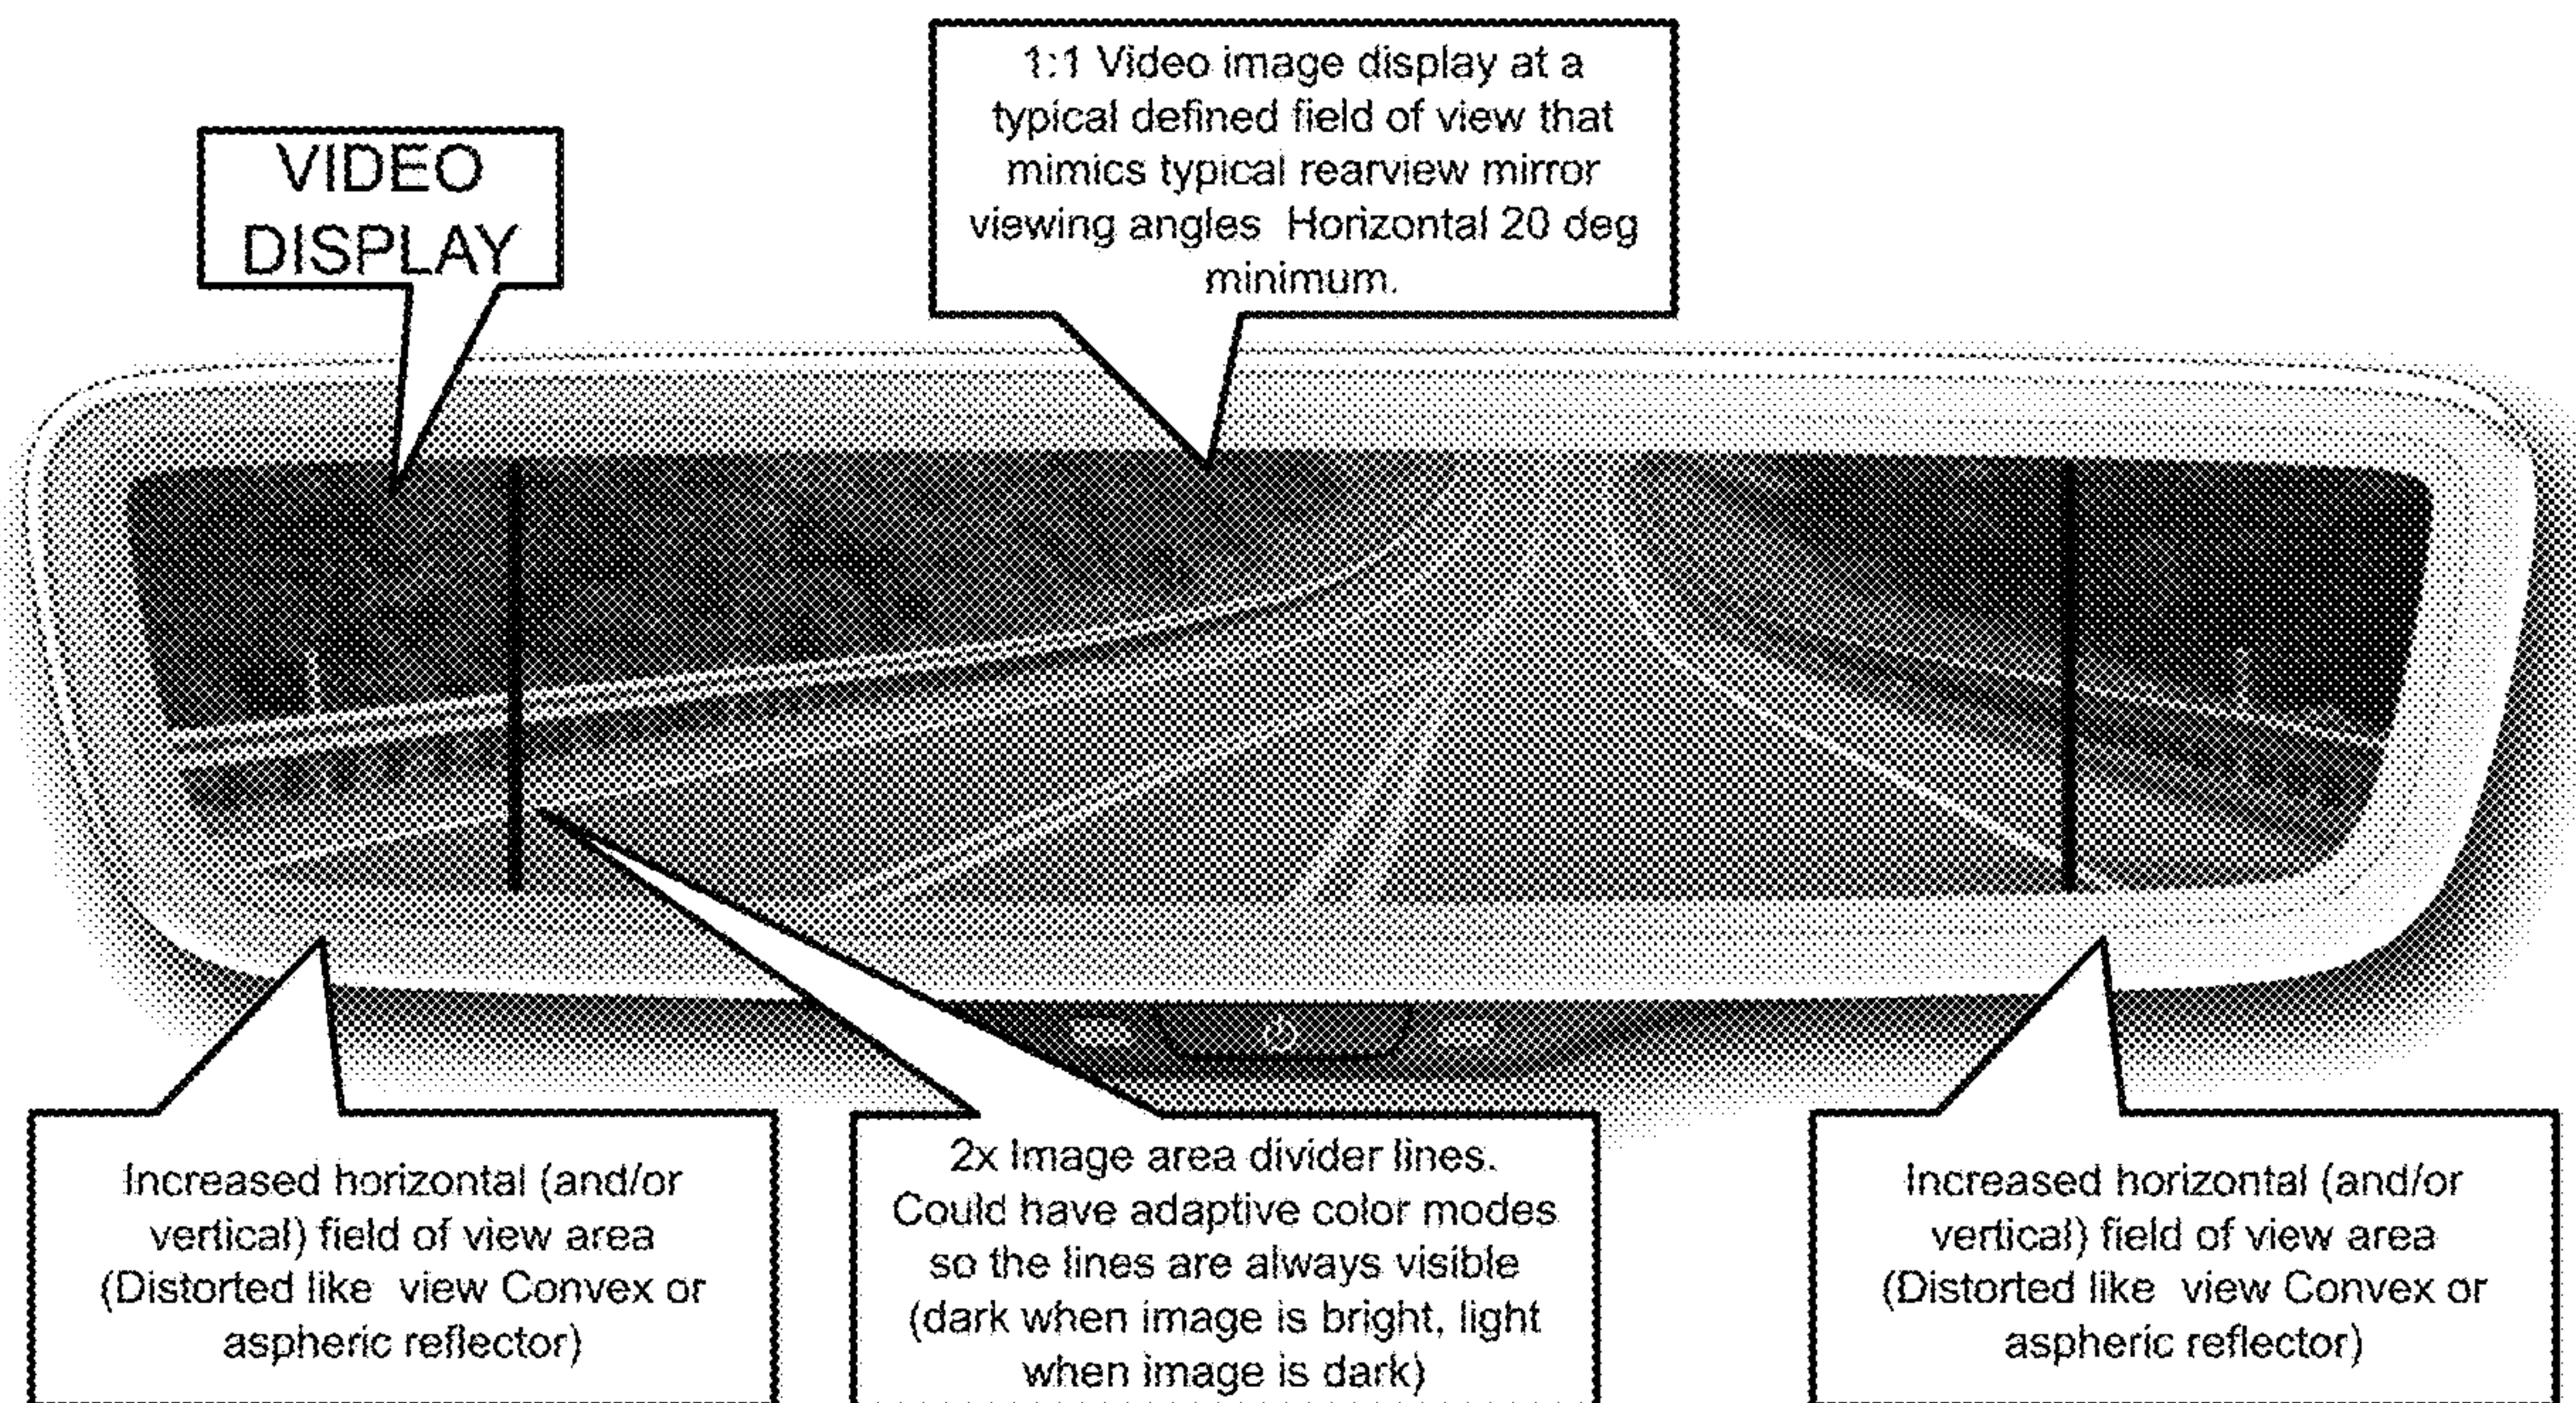 VIDEO
DISPLAY
1:1 Video image display at a
typical defined field of view that
mimics typical rearview mirror
viewing angles  Horizontal 20 deg
minimum.
Increased horizontal (and/or
vertical) field of view area
(Distorted like  view Convex or
aspheric reflector)
2x Image area divider lines.
Could have adaptive color modes
so the lines are always visible
(dark when image is bright, light
when image is dark)
Increased horizontal (and/or
vertical) field of view area
(Distorted like  view Convex or
aspheric reflector)